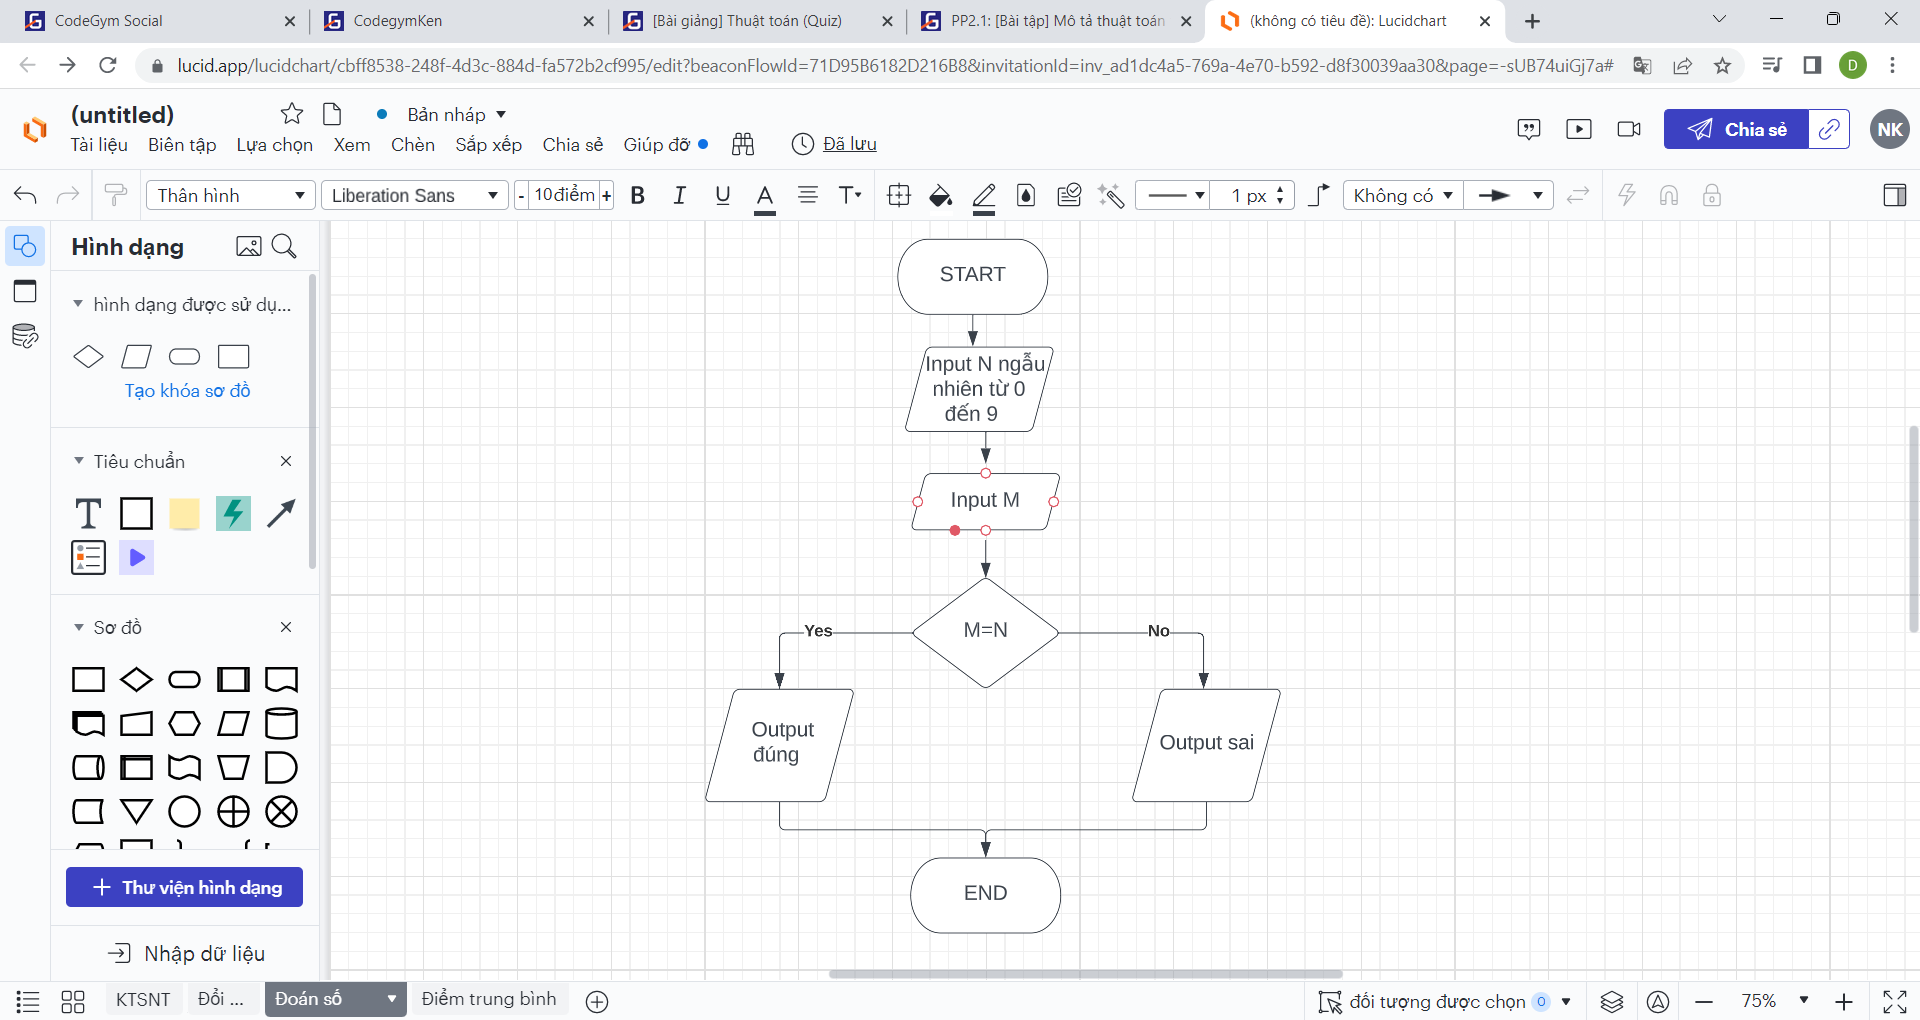 CodeGym Social
CodegymKen
[Bài giảng] Thuật toán (Quiz)
PP2.1: [Bài tập] Mô tả thuật toán
(không có tiêu đề): Lucidchart
lucid.app/lucidchart/cbff8538-248f-4d3c-884d-fa572b2cf995/edit?beaconFlowId=71D95B6182D216B8&invitationId=inv_ad1dc4a5-769a-4e70-b592-d8f30039aa30&page=-sUB74uiGj7a#
D
(untitled)
Bản nháp
Tài liệu
Biên tập
Lựa chọn
Xem
Chèn
Sắp xếp
Chia sẻ
Giúp đỡ
Đã lưu
Chia sẻ
NK
Thân hình
Liberation Sans
- 10điểm +
B I U A T
1 px
Không có
Hình dạng
hình dạng được sử dụ...
Tạo khóa sơ đồ
Tiêu chuẩn
T
Sơ đồ
Thư viện hình dạng
Nhập dữ liệu
START
Input N ngẫu
nhiên từ 0
đến 9
Input M
M=N
Yes
No
Output
đúng
Output sai
END
KTSNT
Đổi ...
Đoán số
Điểm trung bình
đối tượng được chọn 0
75%